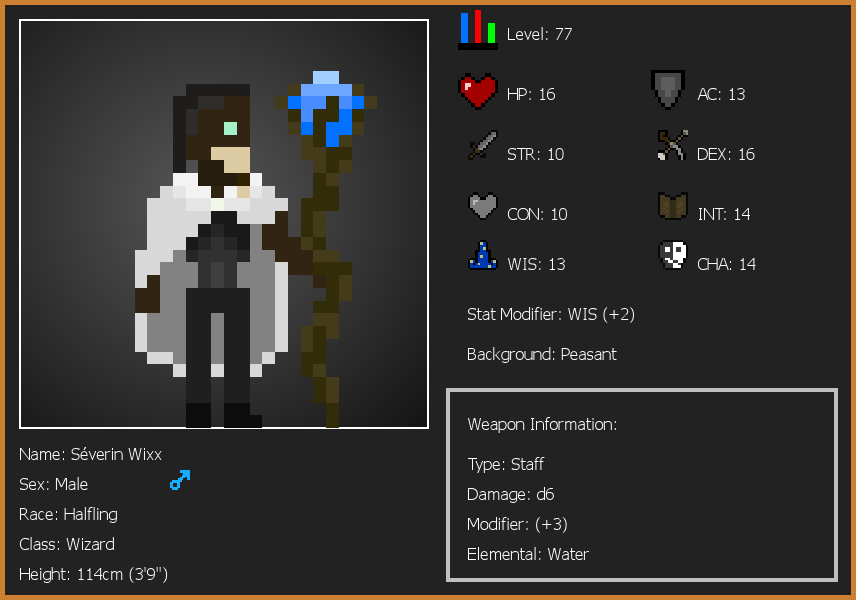 Level: 77
HP: 16
AC: 13
STR: 10
DEX: 16
CON: 10
INT: 14
WIS: 13
CHA: 14
Stat Modifier: WIS (+2)
Background: Peasant
Weapon Information:
Type: Staff
Damage: d6
Modifier: (+3)
Elemental: Water
Name: Séverin Wixx
Sex: Male
Race: Halfling
Class: Wizard
Height: 114cm (3'9")